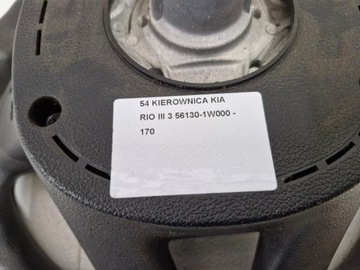 54 KIEROWNICA KIA
RIO III 3 56130-1W000 -
170